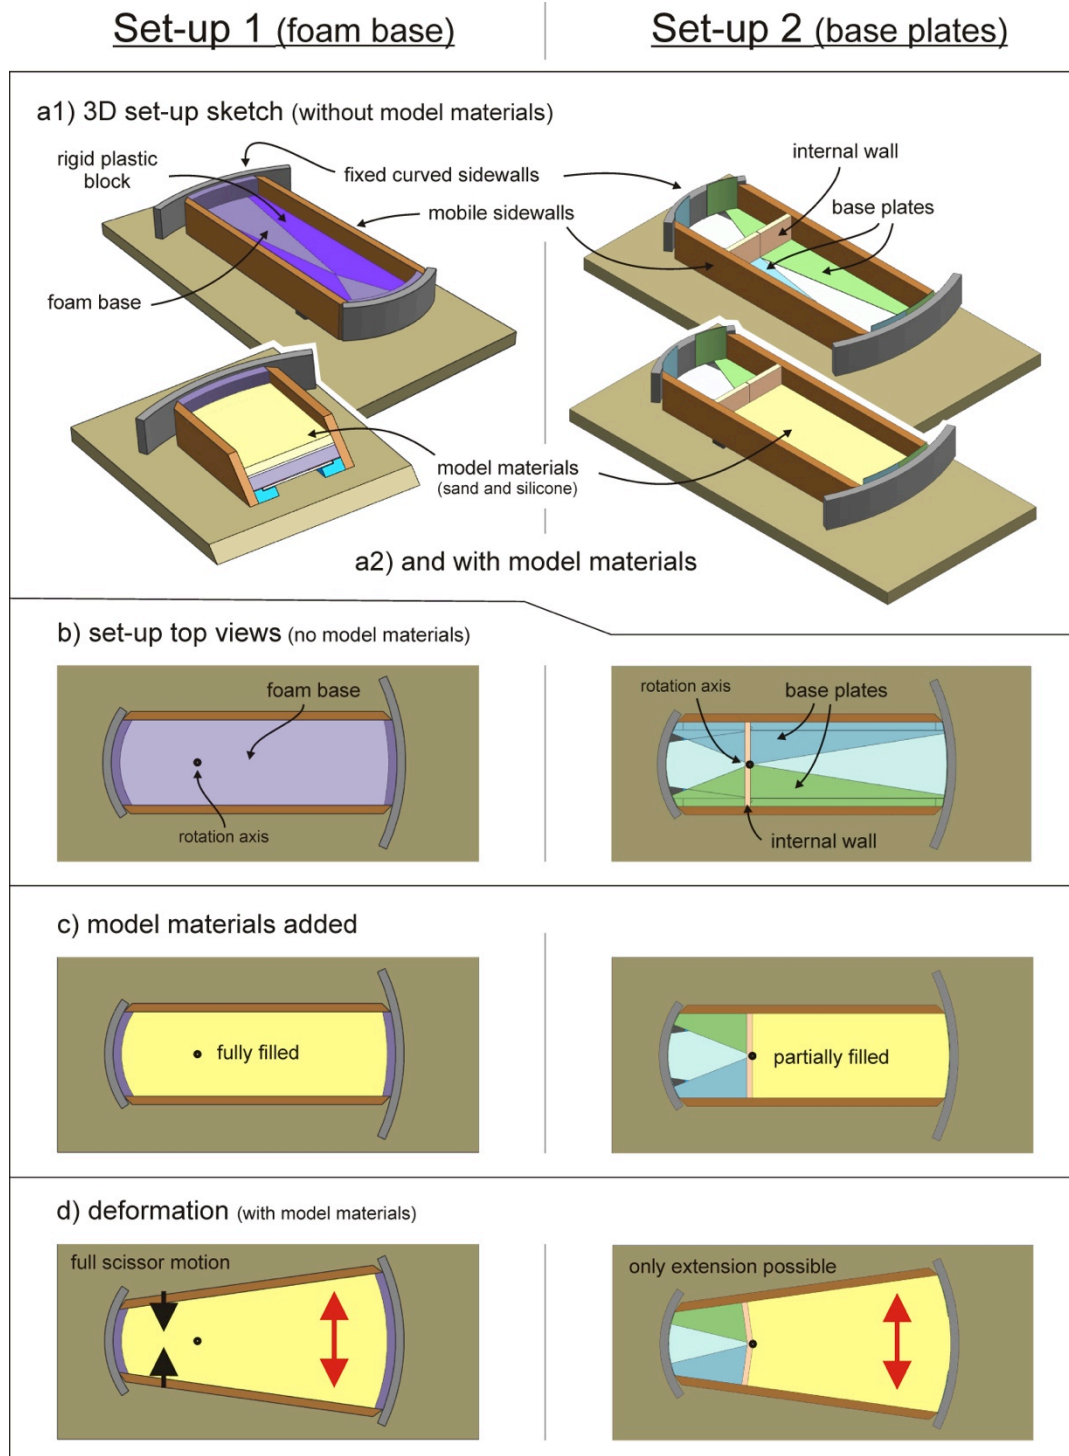 Set-up 1 (foam base)
Set-up 2 (base plates)
a1) 3D set-up sketch (without model materials)
rigid plastic
block
fixed curved sidewalls
mobile sidewalls
foam base
internal wall
base plates
model materials
(sand and silicone)
a2) and with model materials
b) set-up top views (no model materials)
foam base
rotation axis
rotation axis
base plates
internal wall
c) model materials added
fully filled
partially filled
d) deformation (with model materials)
full scissor motion
only extension possible